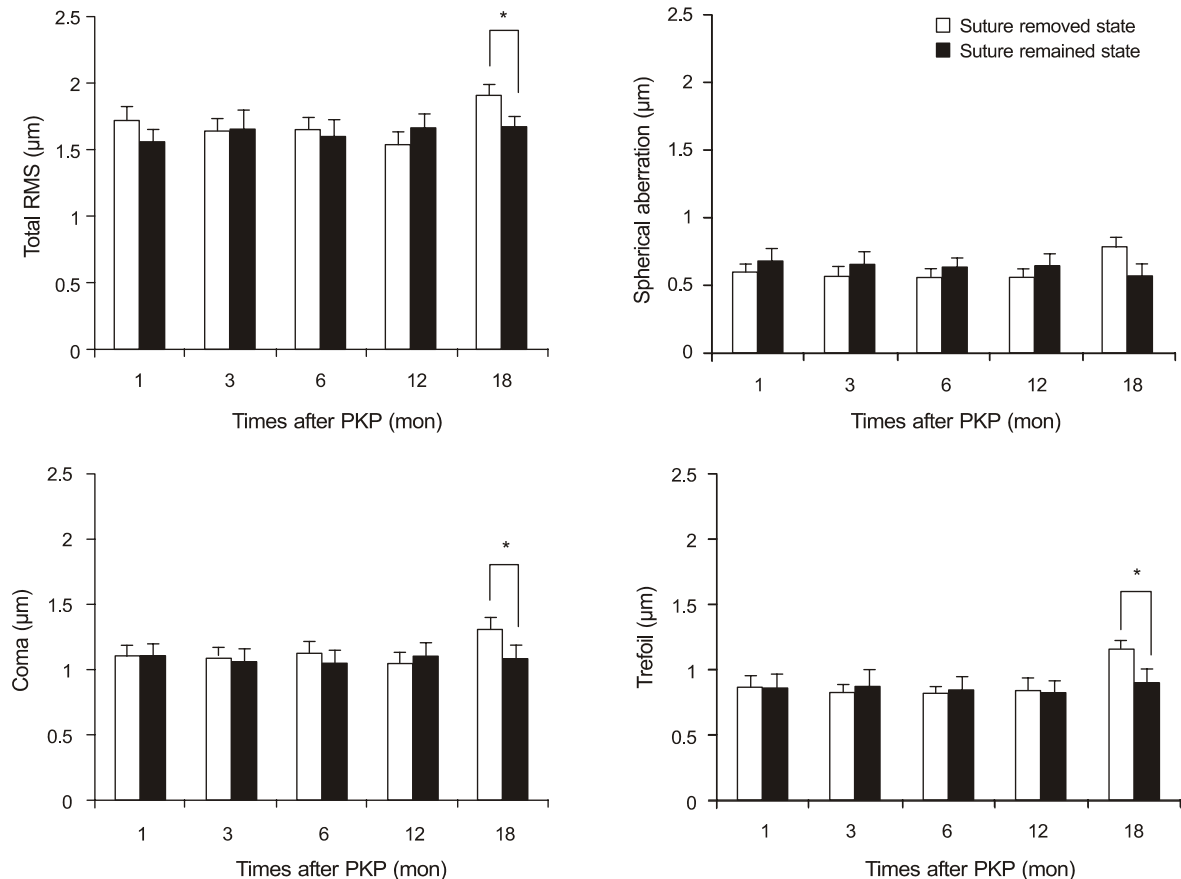 2.5
2
1.5
1
0.5
0
Total RMS (μm)
*
1 3 6 12 18
Times after PKP (mon)
2.5
2
1.5
1
0.5
0
Spherical aberration (μm)
Suture removed state
Suture remained state
1 3 6 12 18
Times after PKP (mon)
2.5
2
1.5
1
0.5
0
Coma (μm)
*
1 3 6 12 18
Times after PKP (mon)
2.5
2
1.5
1
0.5
0
Trefoil (μm)
*
1 3 6 12 18
Times after PKP (mon)